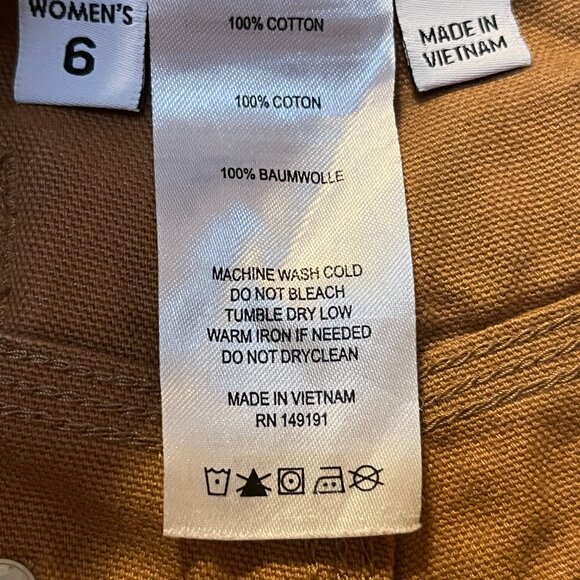 WOMEN'S
6
100% COTTON
100% COTON
100% BAUMWOLLE
MACHINE WASH COLD
DO NOT BLEACH
TUMBLE DRY LOW
WARM IRON IF NEEDED
DO NOT DRYCLEAN
MADE IN VIETNAM
RN 149191
MADE IN
VIETNAM